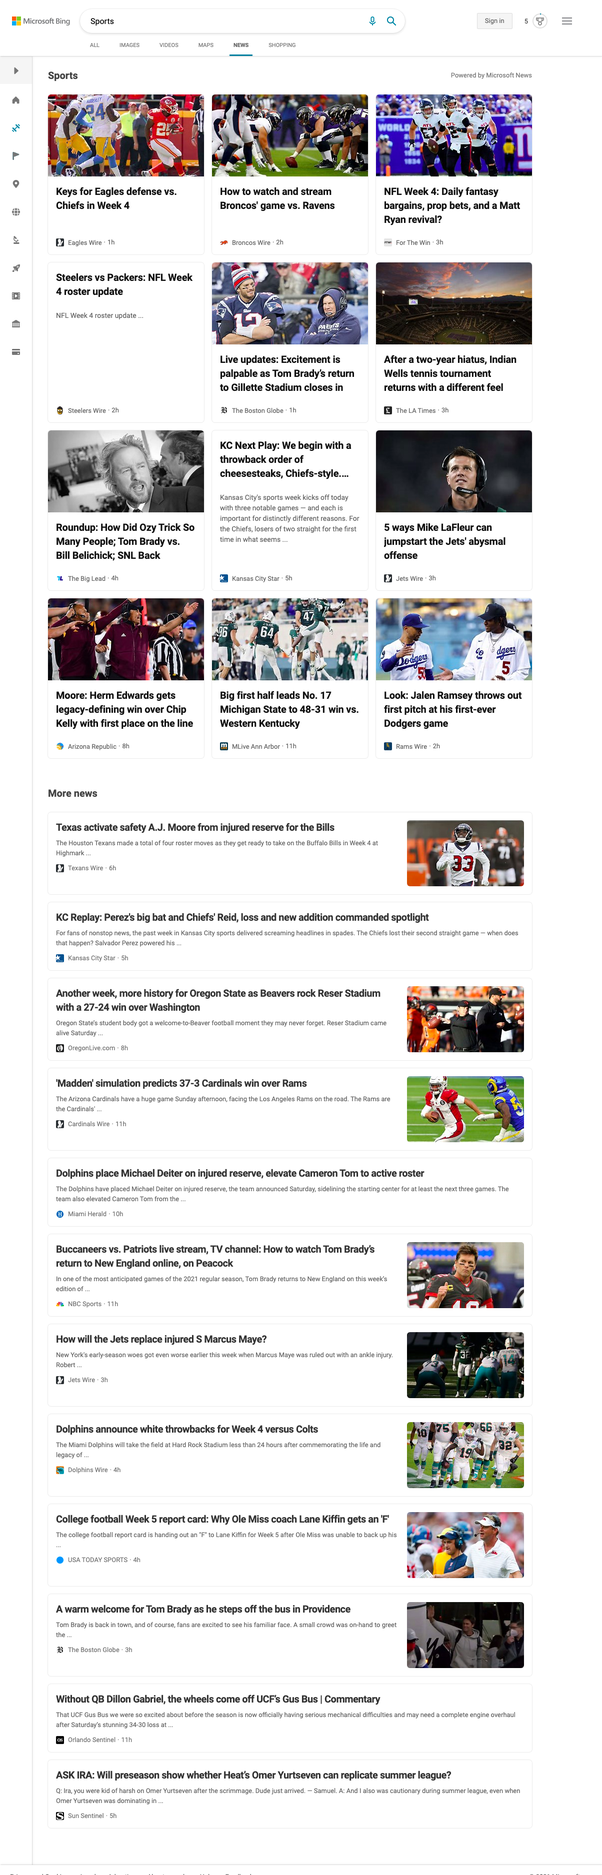 Microsoft Bing
Sports
Sign in
5
ALL
IMAGES
VIDEOS
MAPS
NEWS
SHOPPING
Sports
Powered by Microsoft News
Keys for Eagles defense vs.
Chiefs in Week 4
Eagles Wire · 1h
How to watch and stream
Broncos' game vs. Ravens
Broncos Wire · 2h
NFL Week 4: Daily fantasy
bargains, prop bets, and a Matt
Ryan revival?
For The Win · 3h
Steelers vs Packers: NFL Week
4 roster update
NFL Week 4 roster update ...
Steelers Wire · 2h
Live updates: Excitement is
palpable as Tom Brady's return
to Gillette Stadium closes in
The Boston Globe · 1h
After a two-year hiatus, Indian
Wells tennis tournament
returns with a different feel
The LA Times · 3h
Roundup: How Did Ozy Trick So
Many People; Tom Brady vs.
Bill Belichick; SNL Back
The Big Lead · 4h
KC Next Play: We begin with a
throwback order of
cheesesteaks, Chiefs-style....
Kansas City's sports week kicks off today
with three notable games — and each is
important for distinctly different reasons. For
the Chiefs, losers of two straight for the first
time in what seems ...
Kansas City Star · 5h
5 ways Mike LaFleur can
jumpstart the Jets' abysmal
offense
Jets Wire · 3h
Moore: Herm Edwards gets
legacy-defining win over Chip
Kelly with first place on the line
Arizona Republic · 8h
Big first half leads No. 17
Michigan State to 48-31 win vs.
Western Kentucky
MLive Ann Arbor · 11h
Look: Jalen Ramsey throws out
first pitch at his first-ever
Dodgers game
Rams Wire · 2h
More news
Texas activate safety A.J. Moore from injured reserve for the Bills
The Houston Texans made a total of four roster moves as they get ready to take on the Buffalo Bills in Week 4 at
Highmark ...
Texans Wire · 6h
KC Replay: Perez's big bat and Chiefs' Reid, loss and new addition commanded spotlight
For fans of nonstop news, the past week in Kansas City sports delivered screaming headlines in spades. The Chiefs lost their second straight game — when does
that happen? Salvador Perez powered his ...
Kansas City Star · 5h
Another week, more history for Oregon State as Beavers rock Reser Stadium
with a 27-24 win over Washington
Oregon State's student body got a welcome-to-Beaver football moment they may never forget. Reser Stadium came
alive Saturday ...
OregonLive.com · 8h
'Madden' simulation predicts 37-3 Cardinals win over Rams
The Arizona Cardinals have a huge game Sunday afternoon, facing the Los Angeles Rams on the road. The Rams are
the Cardinals' ...
Cardinals Wire · 11h
Dolphins place Michael Deiter on injured reserve, elevate Cameron Tom to active roster
The Dolphins have placed Michael Deiter on injured reserve, the team announced Saturday, sidelining the starting center for at least the next three games. The
team also elevated Cameron Tom from the ...
Miami Herald · 10h
Buccaneers vs. Patriots live stream, TV channel: How to watch Tom Brady's
return to New England online, on Peacock
In one of the most anticipated games of the 2021 regular season, Tom Brady returns to New England on this week's
edition of ...
NBC Sports · 11h
How will the Jets replace injured S Marcus Maye?
New York's early-season woes got even worse earlier this week when Marcus Maye was ruled out with an ankle injury.
Robert ...
Jets Wire · 3h
Dolphins announce white throwbacks for Week 4 versus Colts
The Miami Dolphins will take the field at Hard Rock Stadium less than 24 hours after commemorating the life and
legacy of ...
Dolphins Wire · 4h
College football Week 5 report card: Why Ole Miss coach Lane Kiffin gets an 'F'
The college football report card is handing out an "F" to Lane Kiffin for Week 5 after Ole Miss was unable to back up his
...
USA TODAY SPORTS · 4h
A warm welcome for Tom Brady as he steps off the bus in Providence
Tom Brady is back in town, and of course, fans are excited to see his familiar face. A small crowd was on-hand to greet
the ...
The Boston Globe · 3h
Without QB Dillon Gabriel, the wheels come off UCF's Gus Bus | Commentary
That UCF Gus Bus we were so excited about before the season is now officially having serious mechanical difficulties and may need a complete engine overhaul
after Saturday's stunning 34-30 loss at ...
Orlando Sentinel · 11h
ASK IRA: Will preseason show whether Heat's Omer Yurtseven can replicate summer league?
Q: Ira, you were kid of harsh on Omer Yurtseven after the scrimmage. Dude just arrived. — Samuel. A: And I also was cautionary during summer league, even when
Omer Yurtseven was dominating in ...
Sun Sentinel · 5h